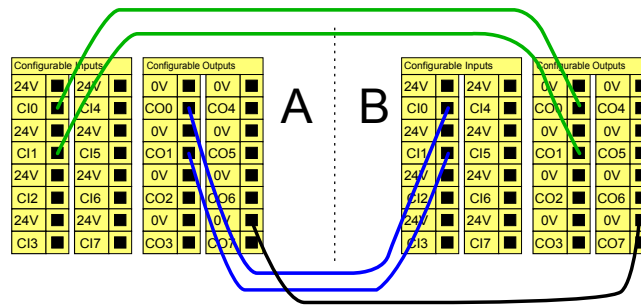 Configurable Inputs Configurable Outputs Configurable Inputs Configurable Outputs
24V 24V 0V 0V A B 24V 24V 0V 0V
CI0 CI4 CO0 CO4 CI0 CI4 CO0 CO4
24V 24V 0V 0V 24V 24V 0V 0V
CI1 CI5 CO1 CO5 CI1 CI5 CO1 CO5
24V 24V 0V 0V 24V 24V 0V 0V
CI2 CI6 CO2 CO6 CI2 CI6 CO2 CO6
24V 24V 0V 0V 24V 24V 0V 0V
CI3 CI7 CO3 CO7 CI3 CI7 CO3 CO7